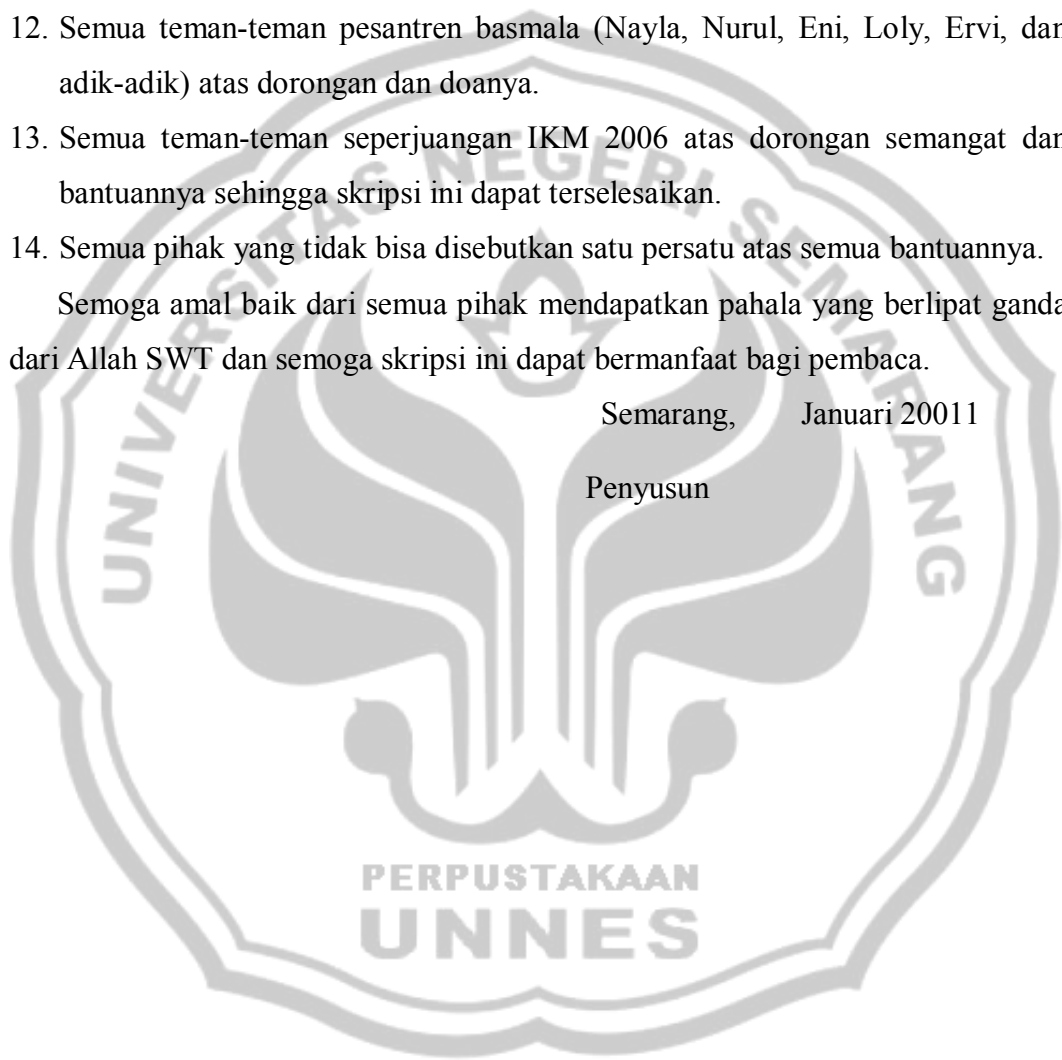 12. Semua teman-teman pesantren basmala (Nayla, Nurul, Eni, Loly, Ervi, dan
adik-adik) atas dorongan dan doanya.
13. Semua teman-teman seperjuangan IKM 2006 atas dorongan semangat dan
bantuannya sehingga skripsi ini dapat terselesaikan.
14. Semua pihak yang tidak bisa disebutkan satu persatu atas semua bantuannya.
Semoga amal baik dari semua pihak mendapatkan pahala yang berlipat ganda
dari Allah SWT dan semoga skripsi ini dapat bermanfaat bagi pembaca.
Semarang, Januari 20011
Penyusun
UNIVERSITAS NEGERI SEMARANG
PERPUSTAKAAN
UNNES